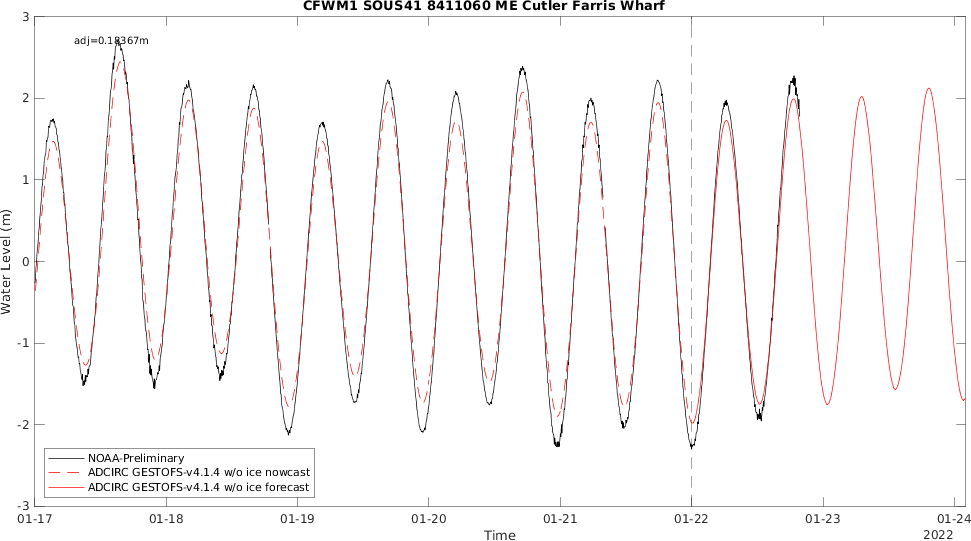 CFWM1 SOUS41 8411060 ME Cutler Farris Wharf
adj=0.18367m
3
2
1
0
-1
-2
-3
Water Level (m)
NOAA-Preliminary
ADCIRC GESTOFS-v4.1.4 w/o ice nowcast
ADCIRC GESTOFS-v4.1.4 w/o ice forecast
01-17 01-18 01-19 01-20 01-21 01-22 01-23 01-24
Time
2022